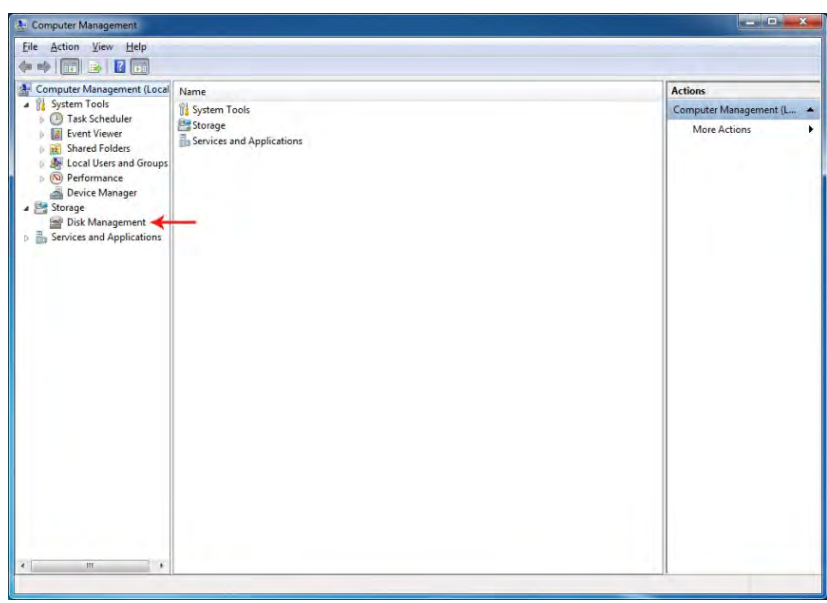 Computer Management
File Action View Help
Computer Management (Local
System Tools
Task Scheduler
Event Viewer
Shared Folders
Local Users and Groups
Performance
Device Manager
Storage
Disk Management
Services and Applications
Name
System Tools
Storage
Services and Applications
Actions
Computer Management (L...
More Actions